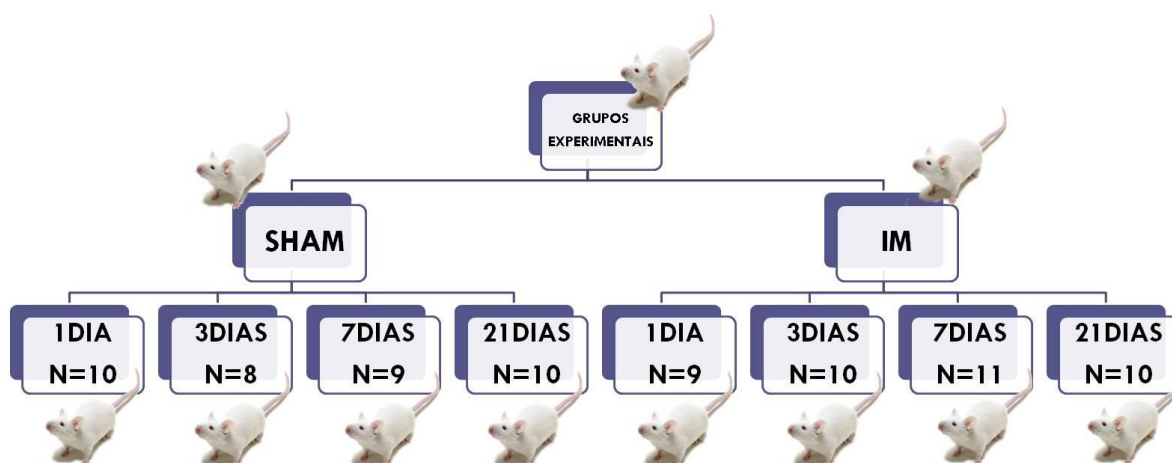 GRUPOS
EXPERIMENTAIS
SHAM
IM
1DIA
N=10
3DIAS
N=8
7DIAS
N=9
21DIAS
N=10
1DIA
N=9
3DIAS
N=10
7DIAS
N=11
21DIAS
N=10